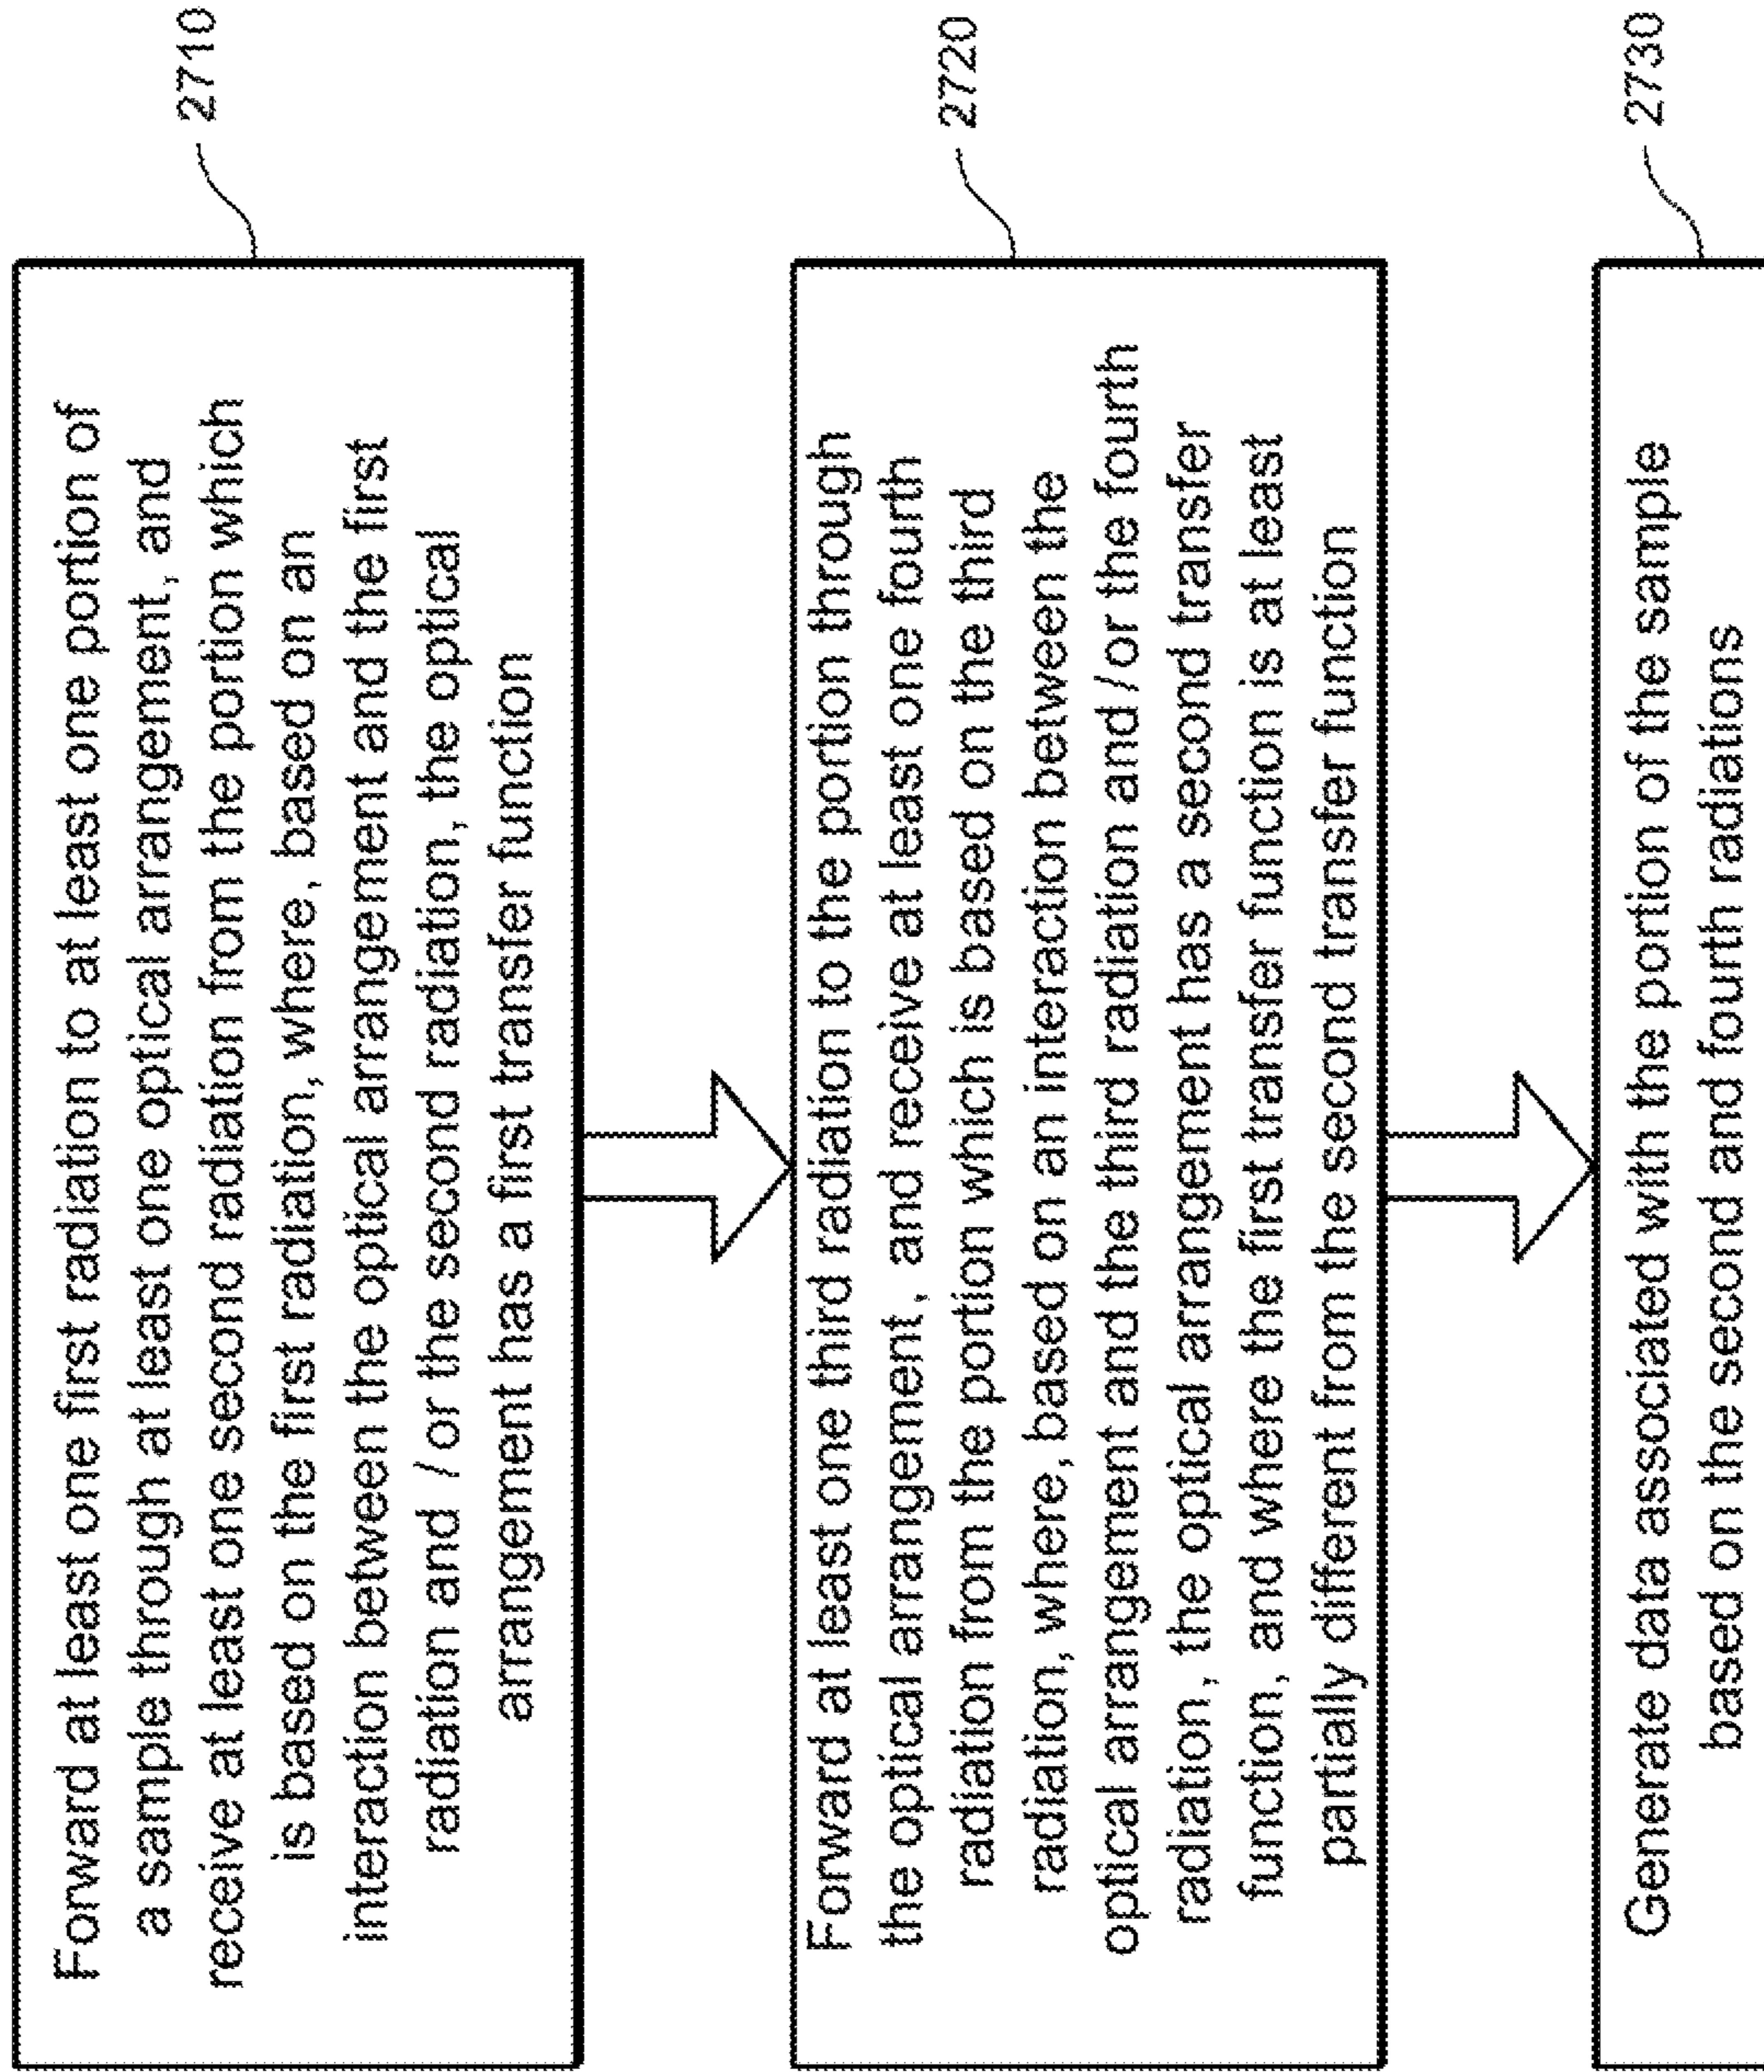 Forward at least one first radiation to at least one portion of
a sample through at least one optical arrangement, and
receive at least one second radiation from the portion which
is based on the first radiation, where, based on an
interaction between the optical arrangement and the first
radiation and / or the second radiation, the optical
arrangement has a first transfer function
2710
Forward at least one third radiation to the portion through
the optical arrangement, and receive at least one fourth
radiation from the portion which is based on the third
radiation, where, based on an interaction between the
optical arrangement and the third radiation and / or the fourth
radiation, the optical arrangement has a second transfer
function, and where the first transfer function is at least
partially different from the second transfer function
2720
Generate data associated with the portion of the sample
based on the second and fourth radiations
2730